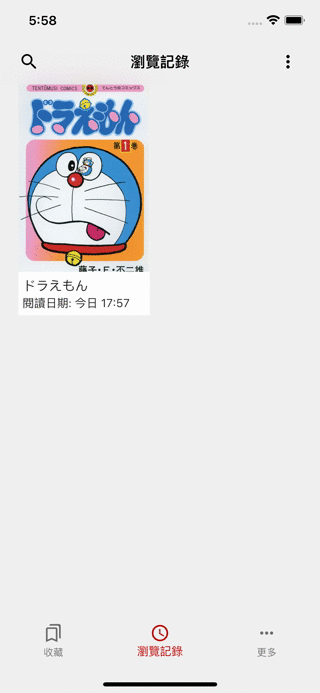 5:58
瀏覽記錄
TENTOMUSI COMICS
てんとう虫コミックス
ドラえもん
第1巻
藤子・F・不二雄
ドラえもん
閱讀日期: 今日 17:57
收藏
瀏覽記錄
更多